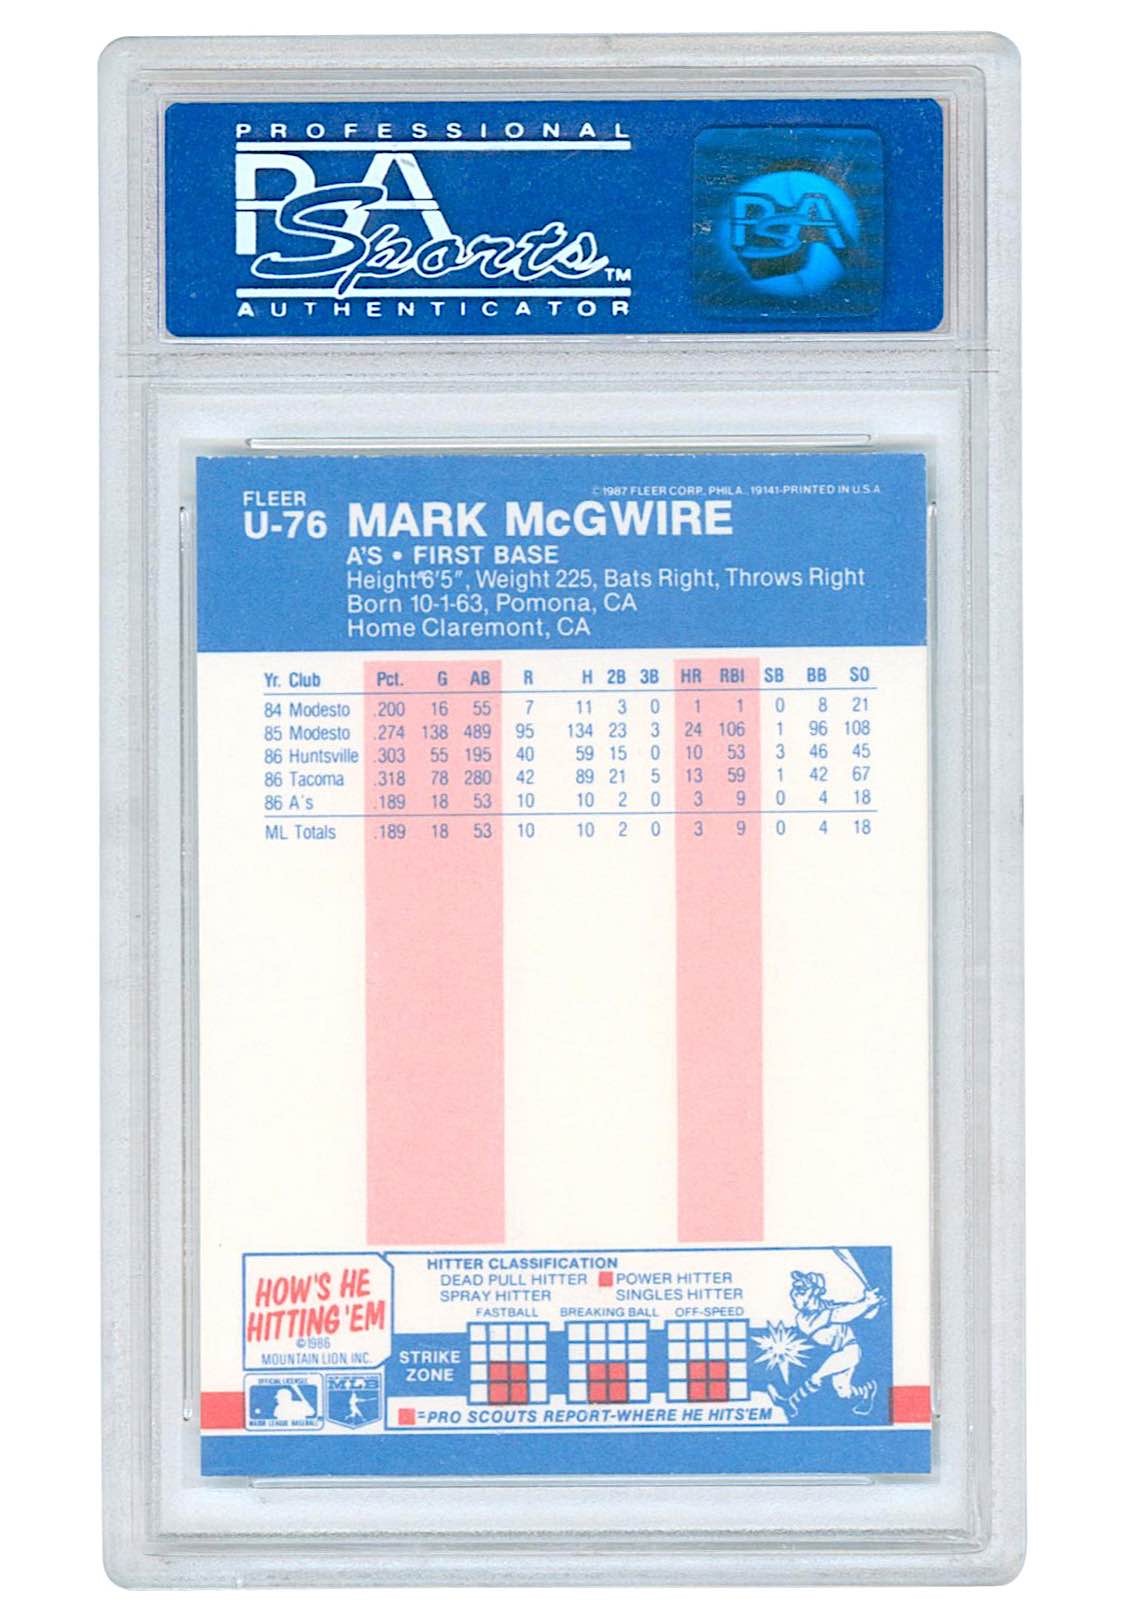 PROFESSIONAL
PSA
Sports™
AUTHENTICATOR
PSA
FLEER
U-76
©1987 FLEER CORP., PHILA., 19141-PRINTED IN U.S.A.
MARK McGWIRE
A'S • FIRST BASE
Height 6'5", Weight 225, Bats Right, Throws Right
Born 10-1-63, Pomona, CA
Home Claremont, CA
Yr. Club Pct. G AB R H 2B 3B HR RBI SB BB SO
84 Modesto .200 16 55 7 11 3 0 1 1 0 8 21
85 Modesto .274 138 489 95 134 23 3 24 106 1 96 108
86 Huntsville .303 55 195 40 59 15 0 10 53 3 46 45
86 Tacoma .318 78 280 42 89 21 5 13 59 1 42 67
86 A's .189 18 53 10 10 2 0 3 9 0 4 18
ML Totals .189 18 53 10 10 2 0 3 9 0 4 18
HOW'S HE
HITTING 'EM
©1986
MOUNTAIN LION, INC.
HITTER CLASSIFICATION
DEAD PULL HITTER POWER HITTER
SPRAY HITTER SINGLES HITTER
FASTBALL BREAKING BALL OFF-SPEED
STRIKE
ZONE
=PRO SCOUTS REPORT-WHERE HE HITS'EM
OFFICIAL LICENSEE
MAJOR LEAGUE BASEBALL
MLB